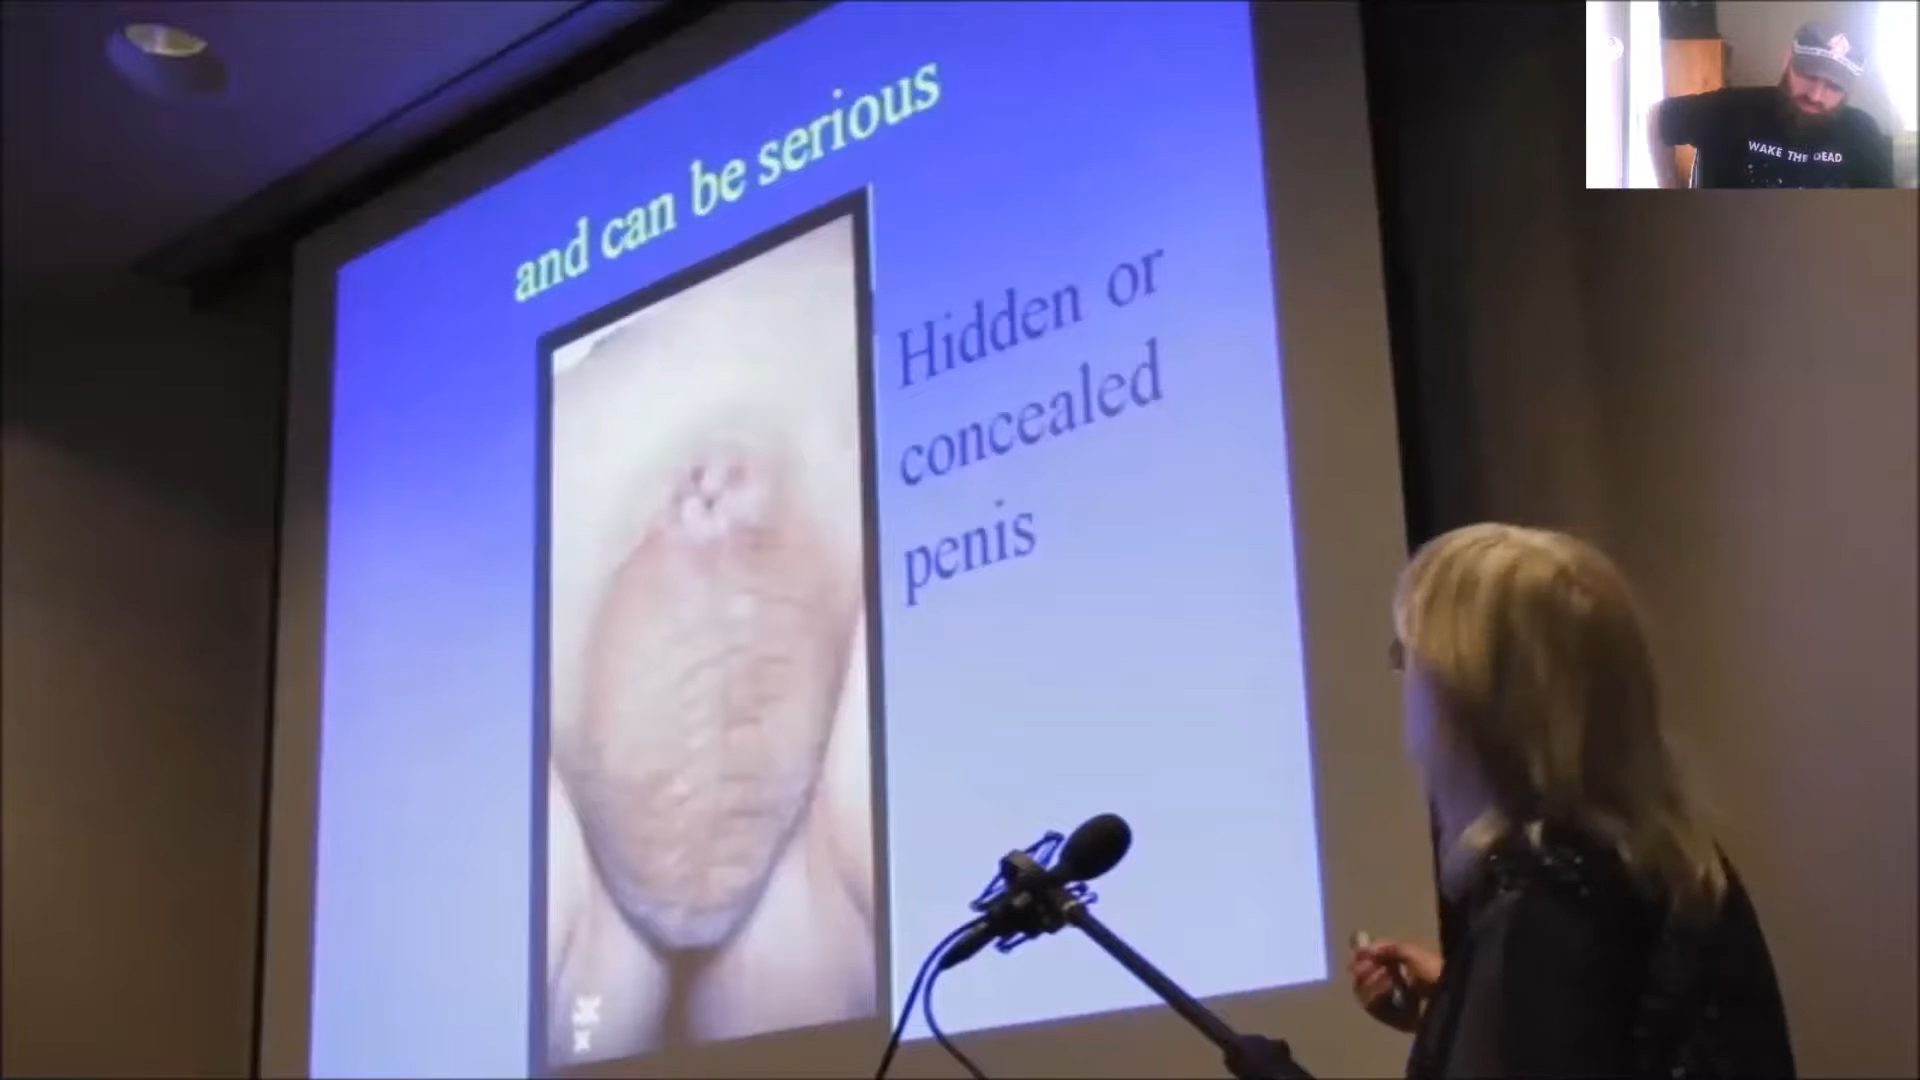 and can be serious
Hidden or
concealed
penis
WAKE THE DEAD